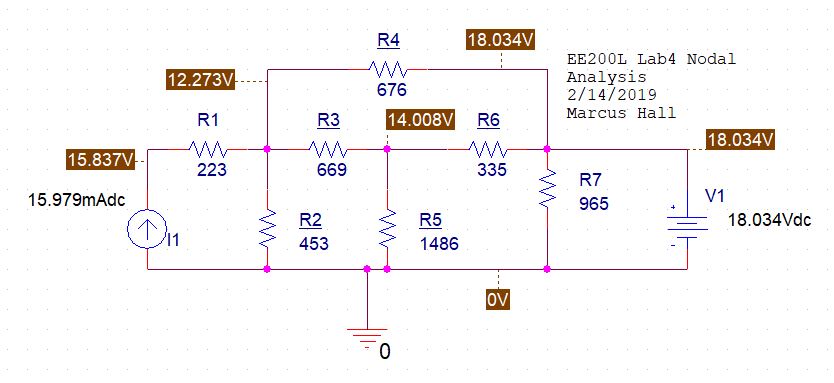 R4
18.034V
EE200L Lab4 Nodal
Analysis
2/14/2019
Marcus Hall
12.273V
676
R1
R3
14.008V
R6
18.034V
15.837V
223
669
335
R7
965
V1
15.979mAdc
I1
R2
453
R5
1486
18.034Vdc
0V
0